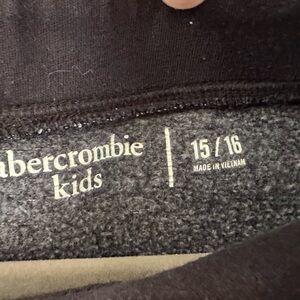 abercrombie
kids
15/16
MADE IN VIETNAM